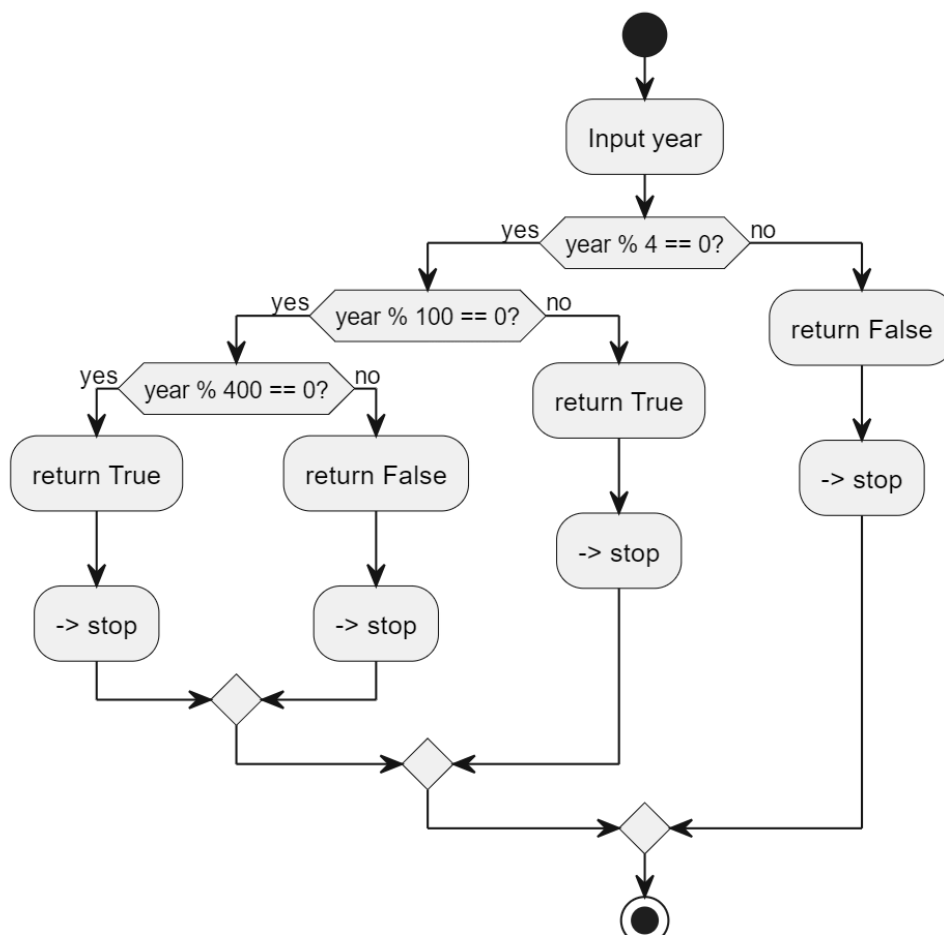 Input year
yes
year % 4 == 0?
no
yes
year % 100 == 0?
no
return False
yes
year % 400 == 0?
no
return True
return True
return False
-> stop
-> stop
-> stop
-> stop